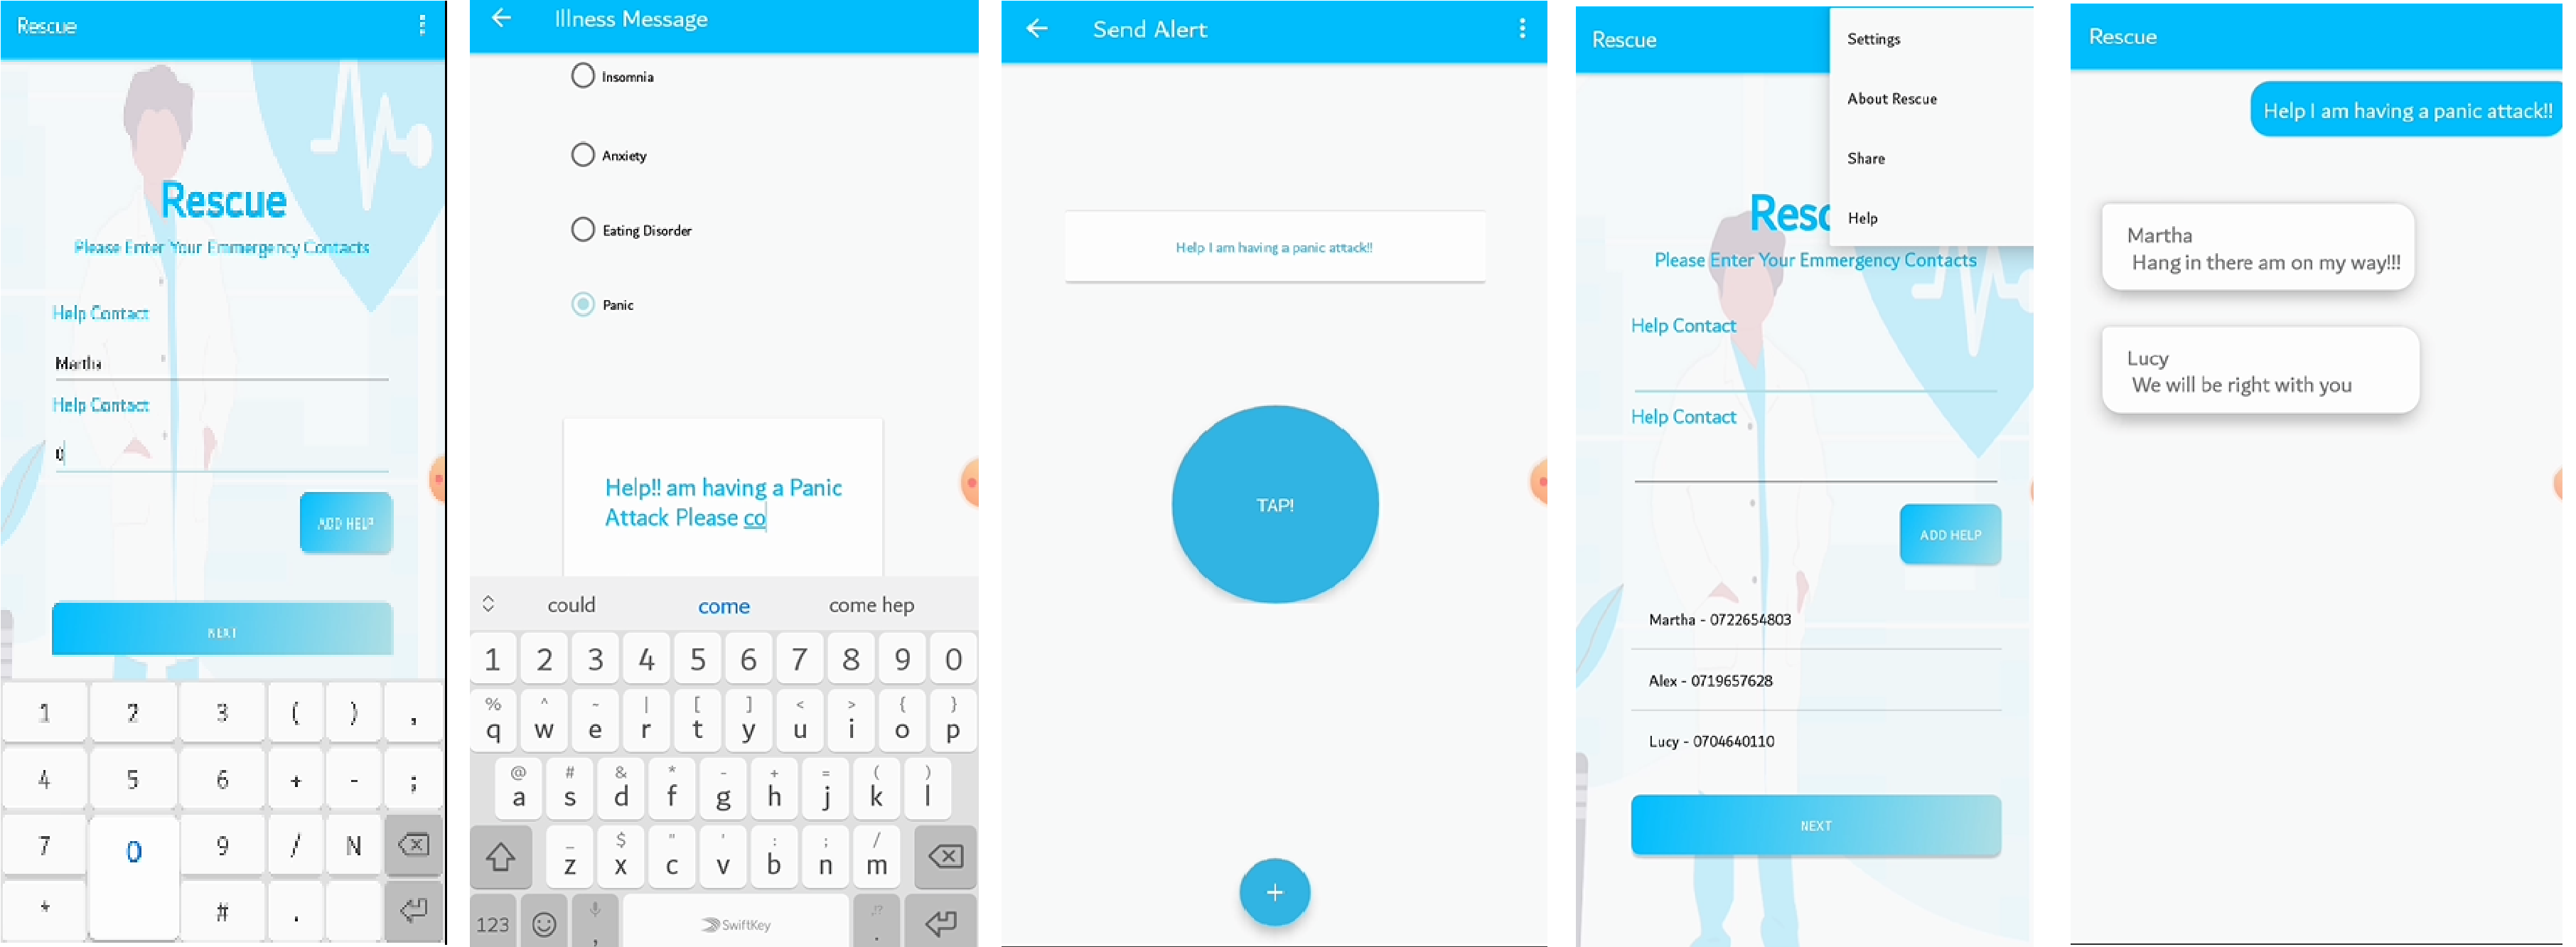 Rescue
Rescue
Please Enter Your Emmergency Contacts
Help Contact
Martha
Help Contact
0
ADD HELP
NEXT
1 2 3 ( ) ,
4 5 6 + - ;
7 0 9 / N
* # .
Illness Message
Insomnia
Anxiety
Eating Disorder
Panic
Help!! am having a Panic
Attack Please co
could come come hep
1 2 3 4 5 6 7 8 9 0
% ^ ~ | [ ] < > { }
q w e r t y u i o p
@ # & * - + = ( )
a s d f g h j k l
_ $ " ' : ; /
z x c v b n m
123 , SwiftKey !? .
Send Alert
Help I am having a panic attack!!
TAP!
+
Rescue
Settings
About Rescue
Share
Help
Resc
Please Enter Your Emmergency Contacts
Help Contact
Help Contact
ADD HELP
Martha - 0722654803
Alex - 0719657628
Lucy - 0704640110
NEXT
Rescue
Help I am having a panic attack!!
Martha
Hang in there am on my way!!!
Lucy
We will be right with you